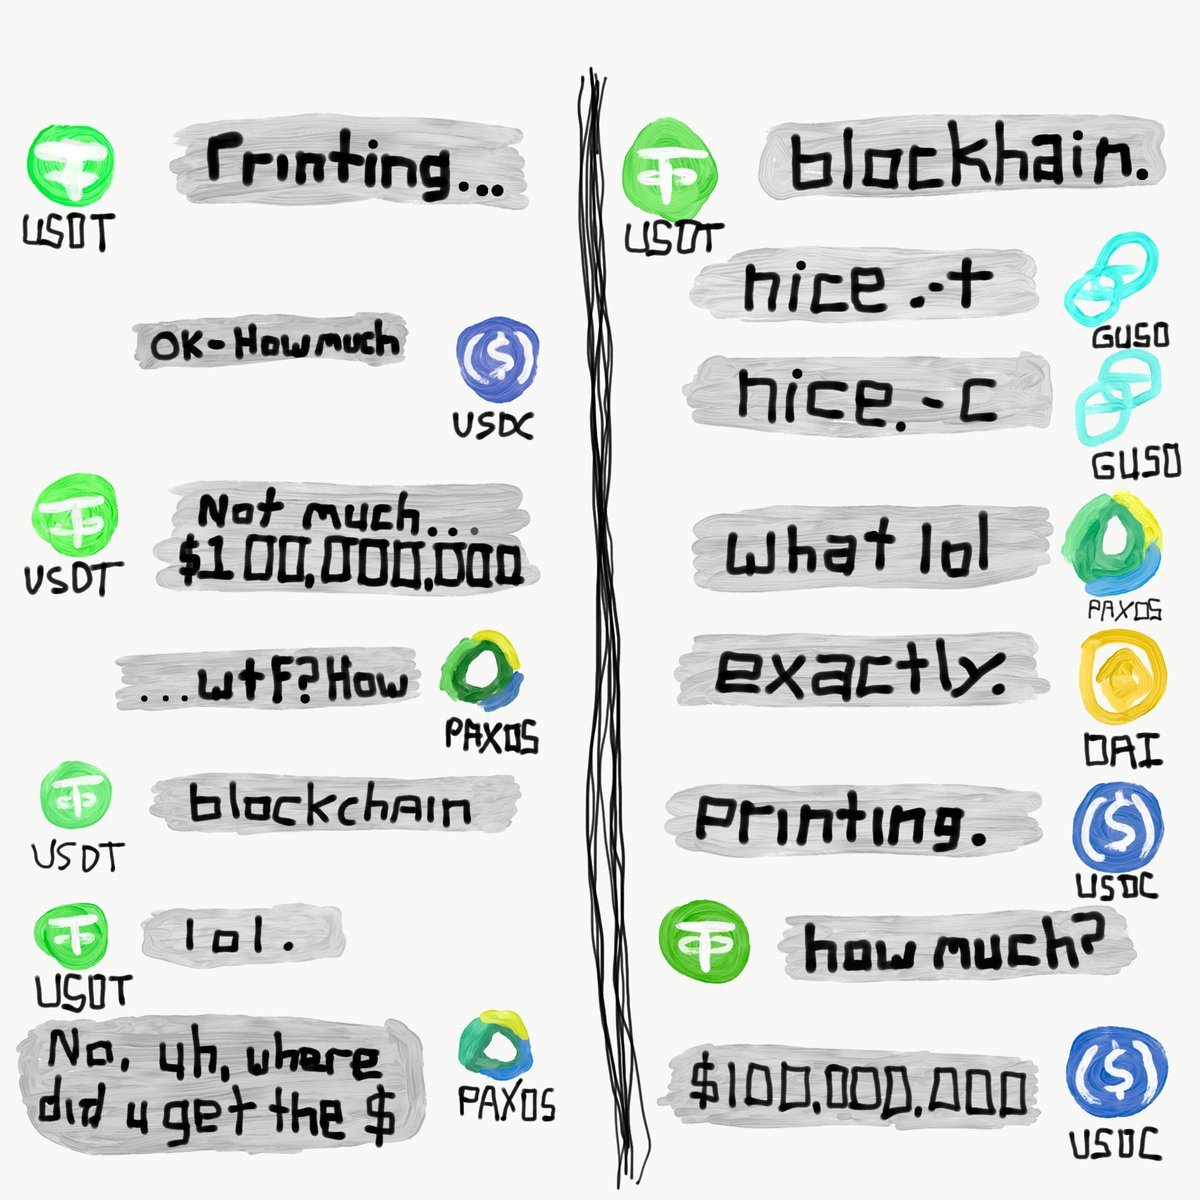 Printing...
USDT
OK-How much
USDC
Not much...
$100,000,000
USDT
...wtf? How
PAXOS
blockchain
USDT
lol.
USDT
No, uh, where
did u get the $
PAXOS
blockhain.
USDT
nice.-t
GUSD
nice.-c
GUSD
what lol
PAXOS
exactly.
DAI
printing.
USDC
how much?
$100,000,000
USDC